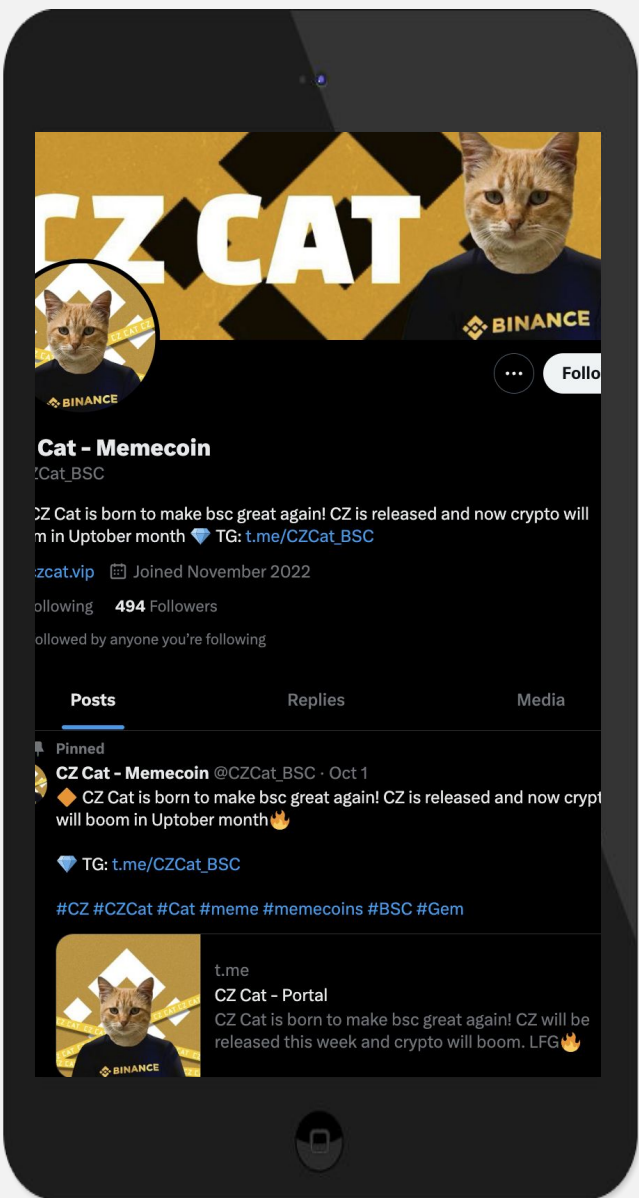 CZ CAT
BINANCE
BINANCE
Follo
Cat - Memecoin
ZCat_BSC
CZ Cat is born to make bsc great again! CZ is released and now crypto will
m in Uptober month 💎 TG: t.me/CZCat_BSC
zcat.vip Joined November 2022
ollowing 494 Followers
ollowed by anyone you're following
Posts Replies Media
Pinned
CZ Cat - Memecoin @CZCat_BSC · Oct 1
🔶 CZ Cat is born to make bsc great again! CZ is released and now crypt
will boom in Uptober month🔥
💎 TG: t.me/CZCat_BSC
#CZ #CZCat #Cat #meme #memecoins #BSC #Gem
t.me
CZ Cat - Portal
CZ Cat is born to make bsc great again! CZ will be
released this week and crypto will boom. LFG🔥
BINANCE